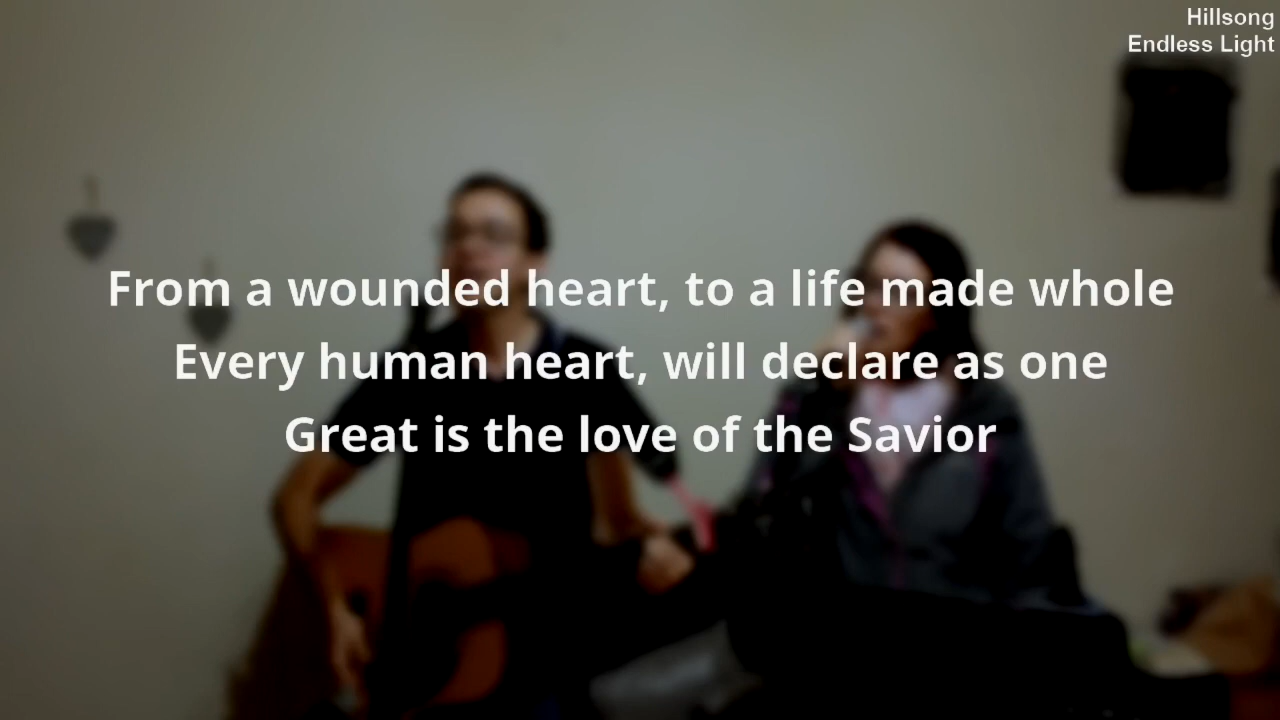 Hillsong
Endless Light
From a wounded heart, to a life made whole
Every human heart, will declare as one
Great is the love of the Savior